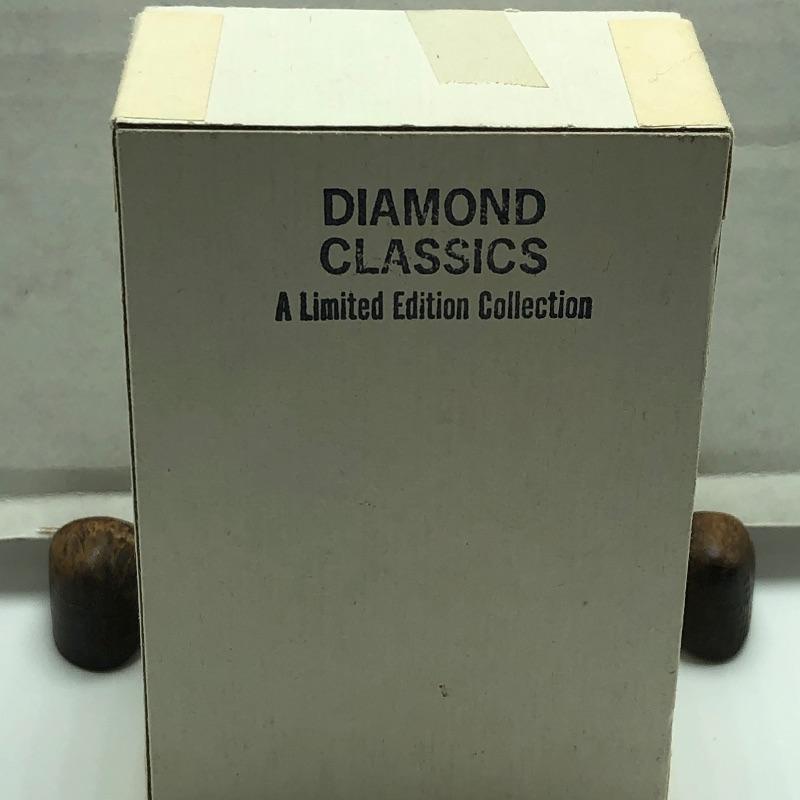 DIAMOND
CLASSICS
A Limited Edition Collection